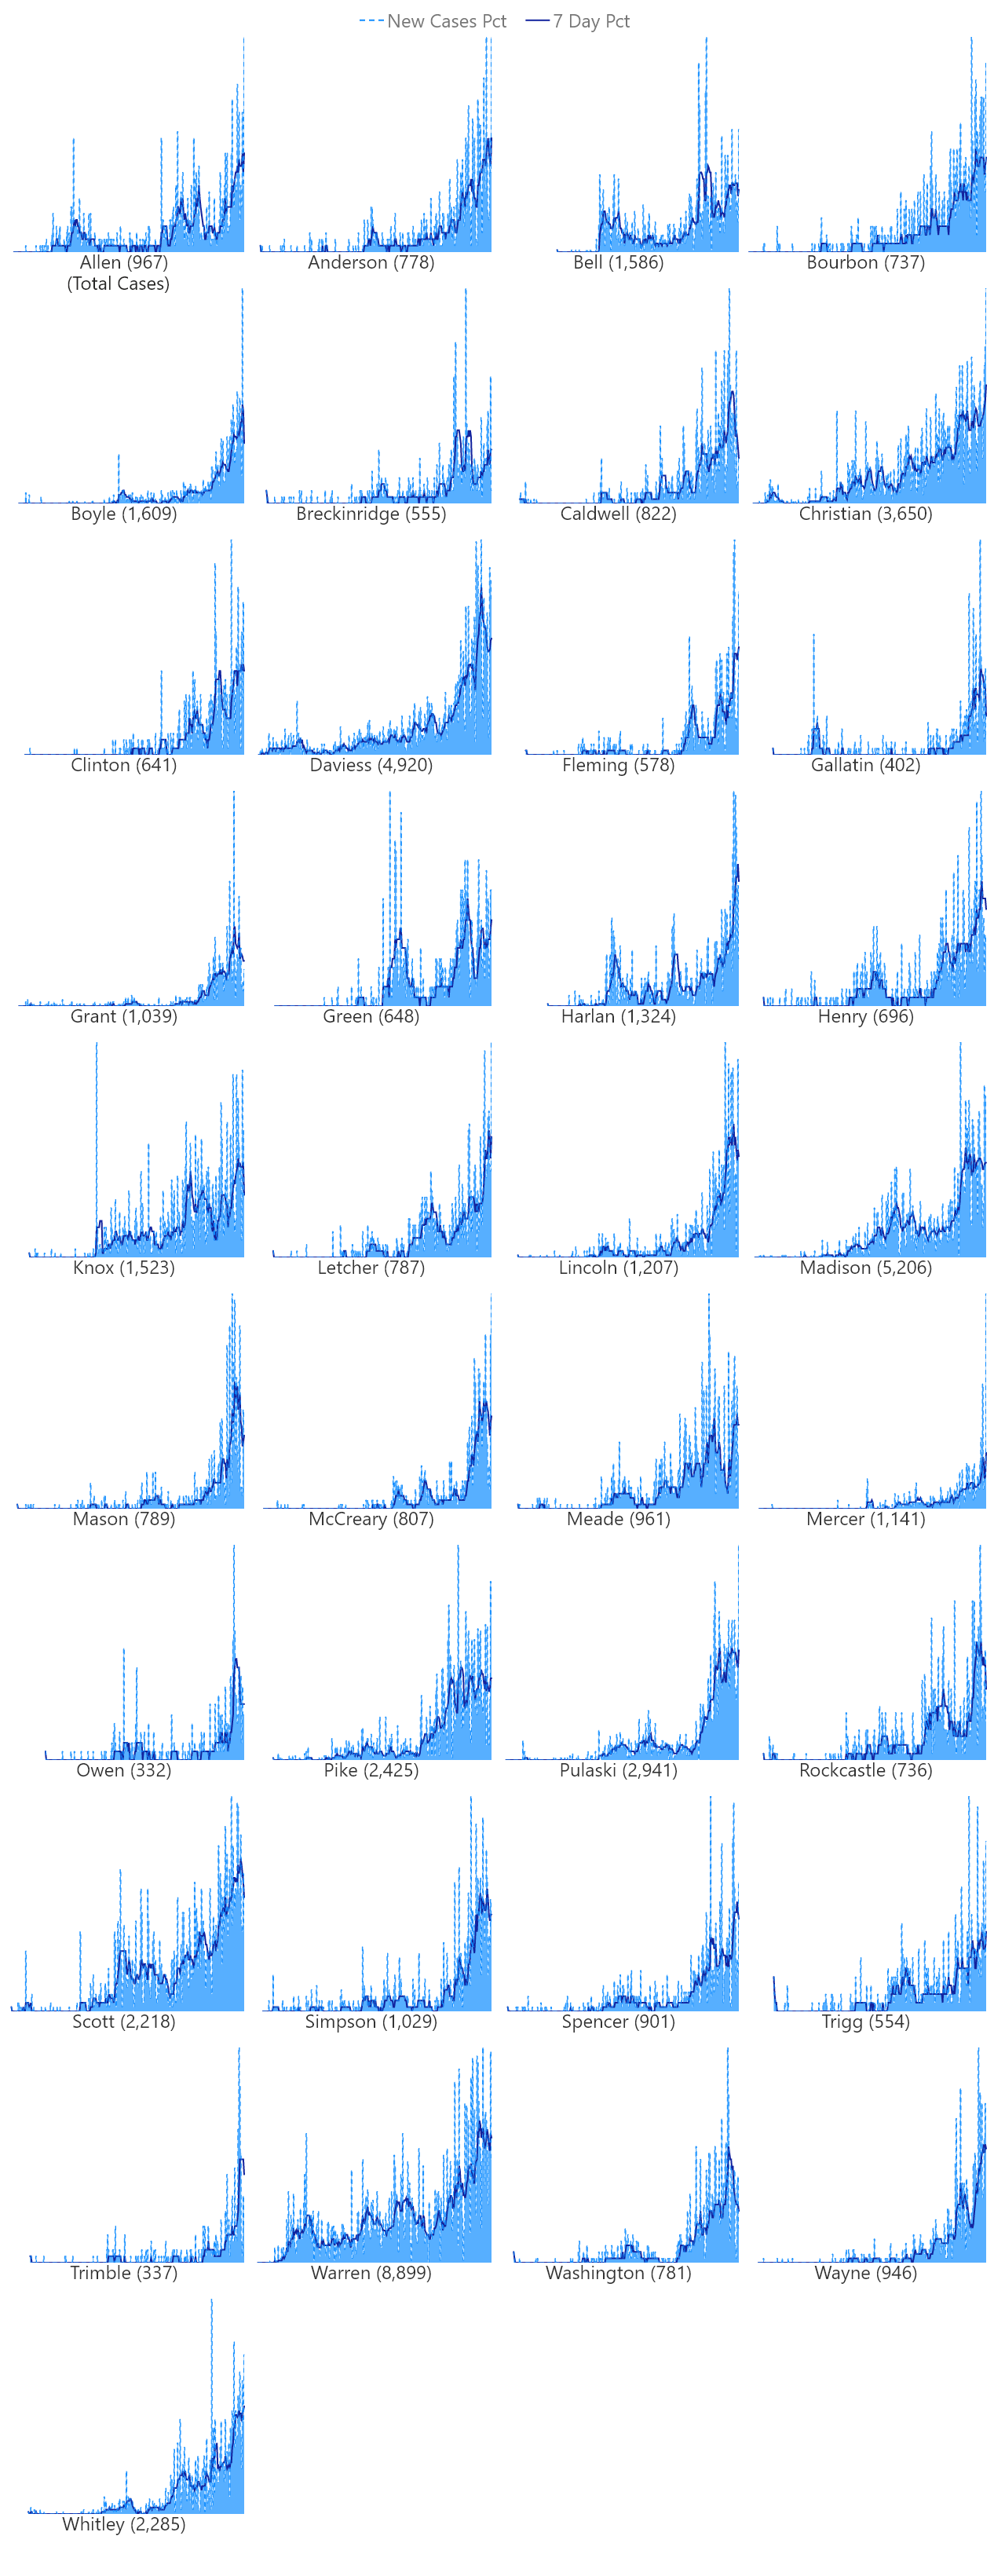 New Cases Pct 7 Day Pct
Allen (967) Anderson (778) Bell (1,586) Bourbon (737)
(Total Cases)
Boyle (1,609) Breckinridge (555) Caldwell (822) Christian (3,650)
Clinton (641) Daviess (4,920) Fleming (578) Gallatin (402)
Grant (1,039) Green (648) Harlan (1,324) Henry (696)
Knox (1,523) Letcher (787) Lincoln (1,207) Madison (5,206)
Mason (789) McCreary (807) Meade (961) Mercer (1,141)
Owen (332) Pike (2,425) Pulaski (2,941) Rockcastle (736)
Scott (2,218) Simpson (1,029) Spencer (901) Trigg (554)
Trimble (337) Warren (8,899) Washington (781) Wayne (946)
Whitley (2,285)